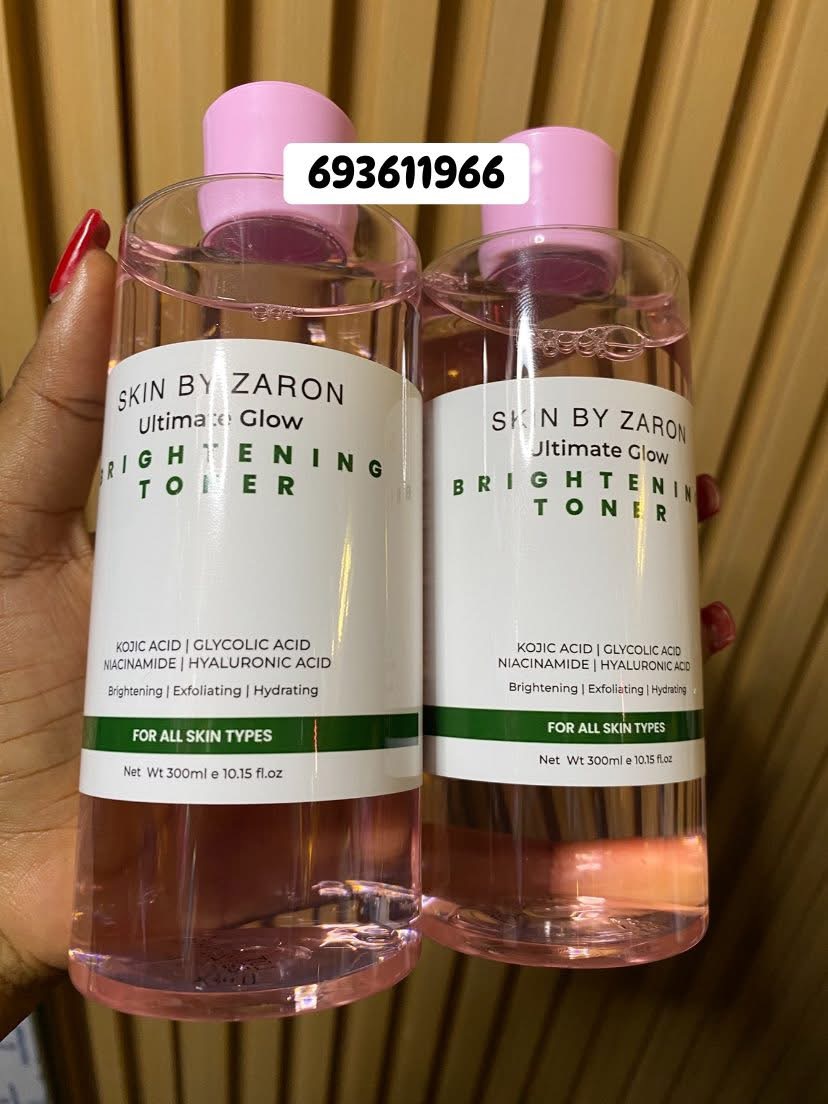 693611966
SKIN BY ZARON
Ultimate Glow
BRIGHTENING
TONER
KOJIC ACID | GLYCOLIC ACID
NIACINAMIDE | HYALURONIC ACID
Brightening | Exfoliating | Hydrating
FOR ALL SKIN TYPES
Net Wt 300ml e 10.15 fl.oz
SKIN BY ZARON
Ultimate Glow
BRIGHTENIN
TONER
KOJIC ACID | GLYCOLIC ACID
NIACINAMIDE | HYALURONIC ACID
Brightening | Exfoliating | Hydrating
FOR ALL SKIN TYPES
Net Wt 300ml e 10.15 fl.oz